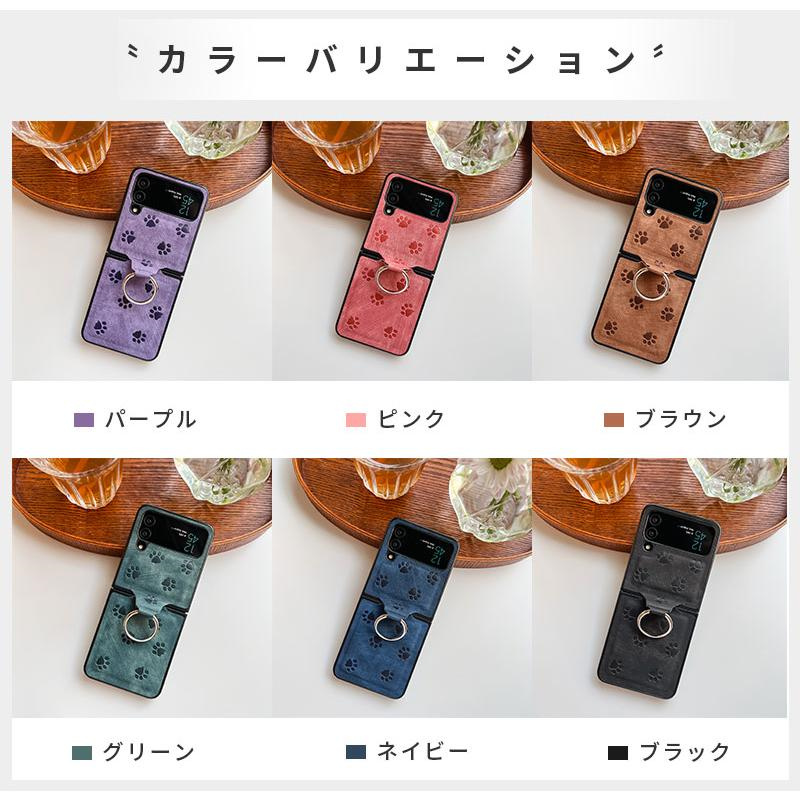 〝カラーバリエーション〞
パープル
ピンク
ブラウン
グリーン
ネイビー
ブラック